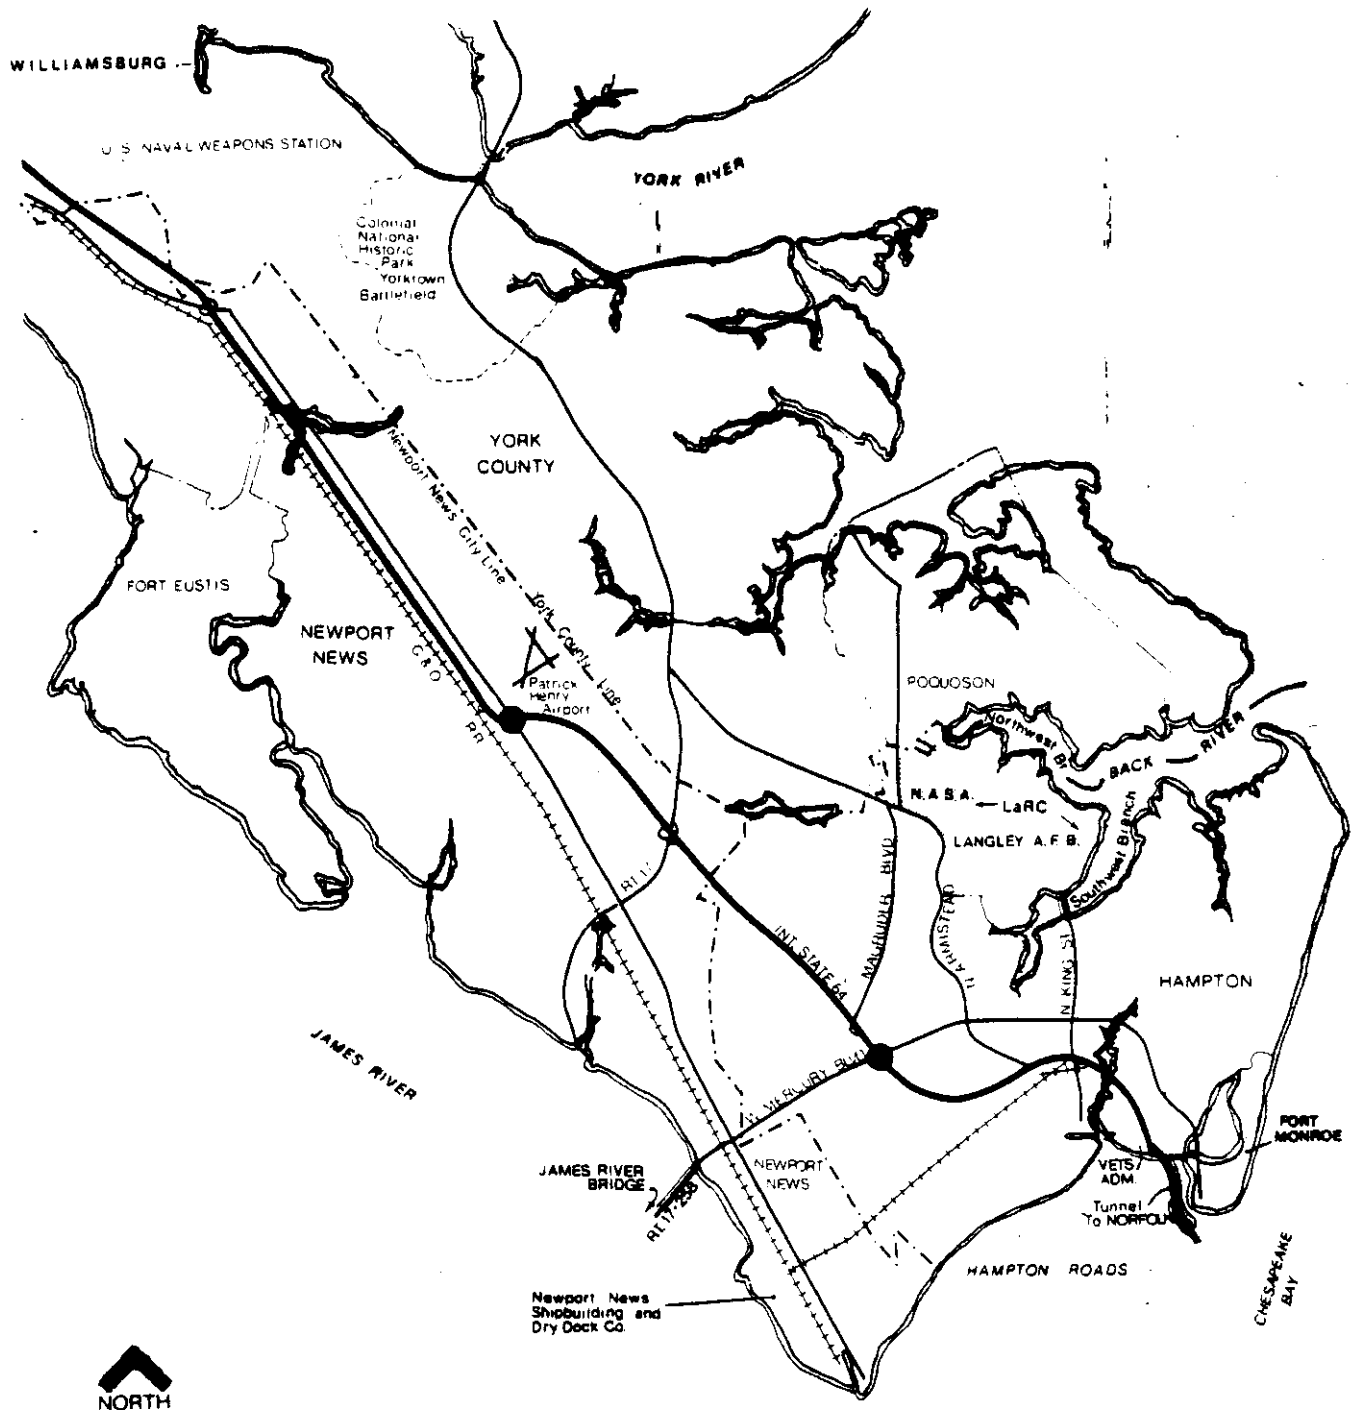 WILLIAMSBURG
U.S. NAVAL WEAPONS STATION
YORK RIVER
Colonial
National
Historic
Park
Yorktown
Battlefield
YORK
COUNTY
Newport News City Line
York County Line
FORT EUSTIS
NEWPORT
NEWS
C & O
RR
Patrick
Henry
Airport
POQUOSON
Northwest Br
BACK RIVER
N.A.S.A.
LaRC
LANGLEY A.F.B.
Southwest Branch
RT. 17
INT. STATE 64
MAGRUDER BLVD
N ARMISTEAD
N KING ST
HAMPTON
JAMES RIVER
W. MERCURY BLVD
FORT
MONROE
JAMES RIVER
BRIDGE
RT. 17-258
NEWPORT
NEWS
VETS
ADM.
Tunnel
To NORFOLK
HAMPTON ROADS
CHESAPEAKE
BAY
Newport News
Shipbuilding and
Dry Dock Co.
NORTH